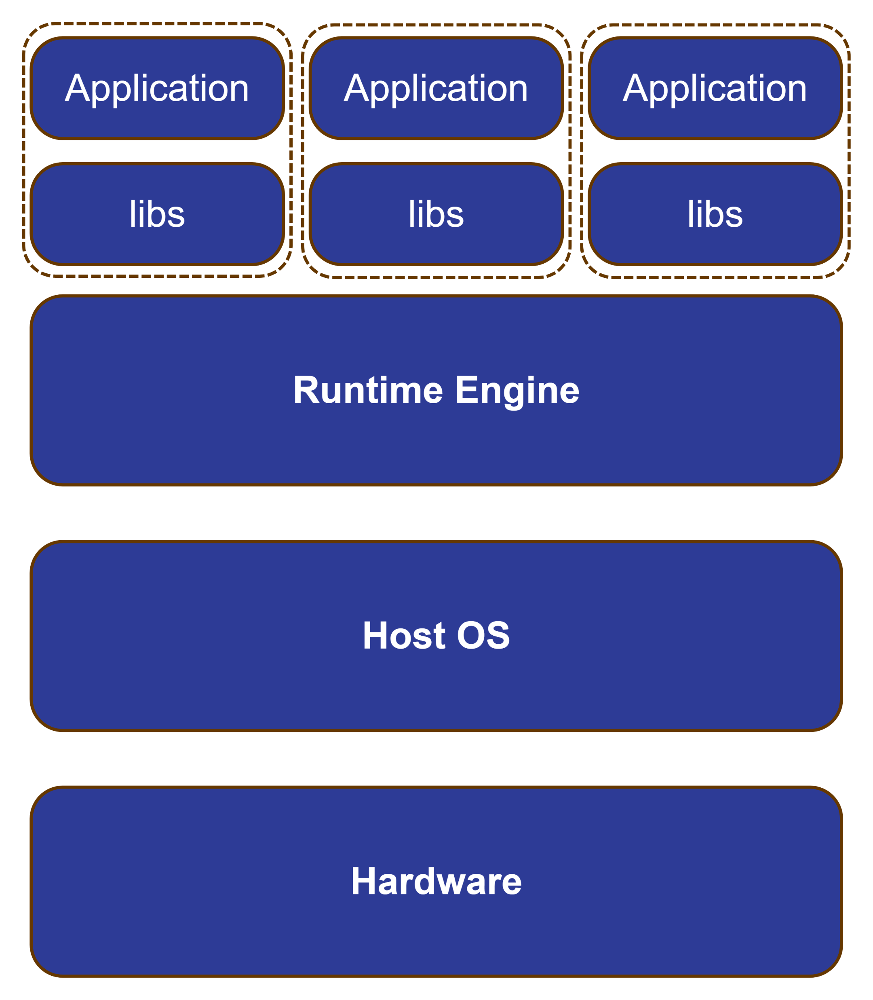 Application
Application
Application
libs
libs
libs
Runtime Engine
Host OS
Hardware